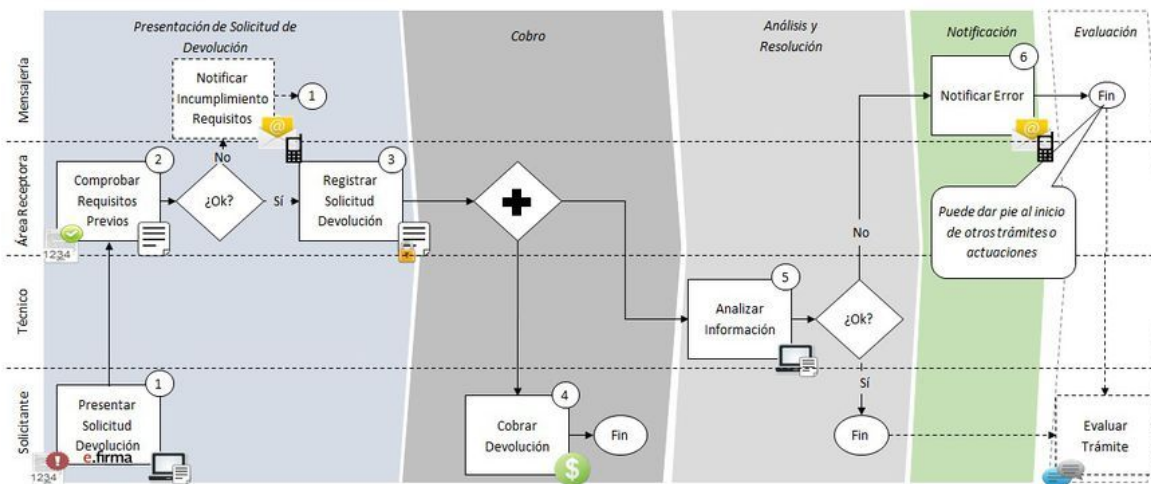 Presentación de Solicitud de
Devolución
Cobro
Análisis y
Resolución
Notificación
Evaluación
Mensajería
Notificar
Incumplimiento
Requisitos
1
@
No
6
Notificar Error
@
Fin
Área Receptora
2
Comprobar
Requisitos
Previos
1234
¿Ok?
Sí
3
Registrar
Solicitud
Devolución
No
Puede dar pie al inicio
de otros trámites o
actuaciones
Técnico
5
Analizar
Información
¿Ok?
Sí
Solicitante
1
Presentar
Solicitud
Devolución
1234
e.firma
4
Cobrar
Devolución
$
Fin
Fin
Evaluar
Trámite